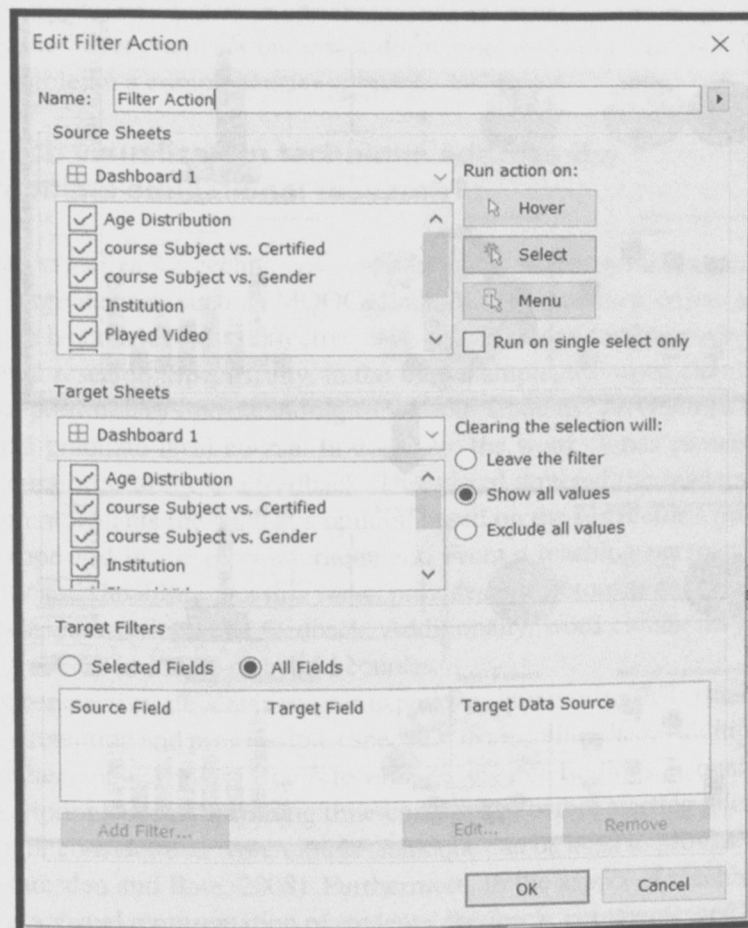 Edit Filter Action
Name: Filter Action
Source Sheets
Dashboard 1
Age Distribution
course Subject vs. Certified
course Subject vs. Gender
Institution
Played Video
Run action on:
Hover
Select
Menu
Run on single select only
Target Sheets
Dashboard 1
Age Distribution
course Subject vs. Certified
course Subject vs. Gender
Institution
Clearing the selection will:
Leave the filter
Show all values
Exclude all values
Target Filters
Selected Fields All Fields
Source Field Target Field Target Data Source
Add Filter... Edit... Remove
OK Cancel